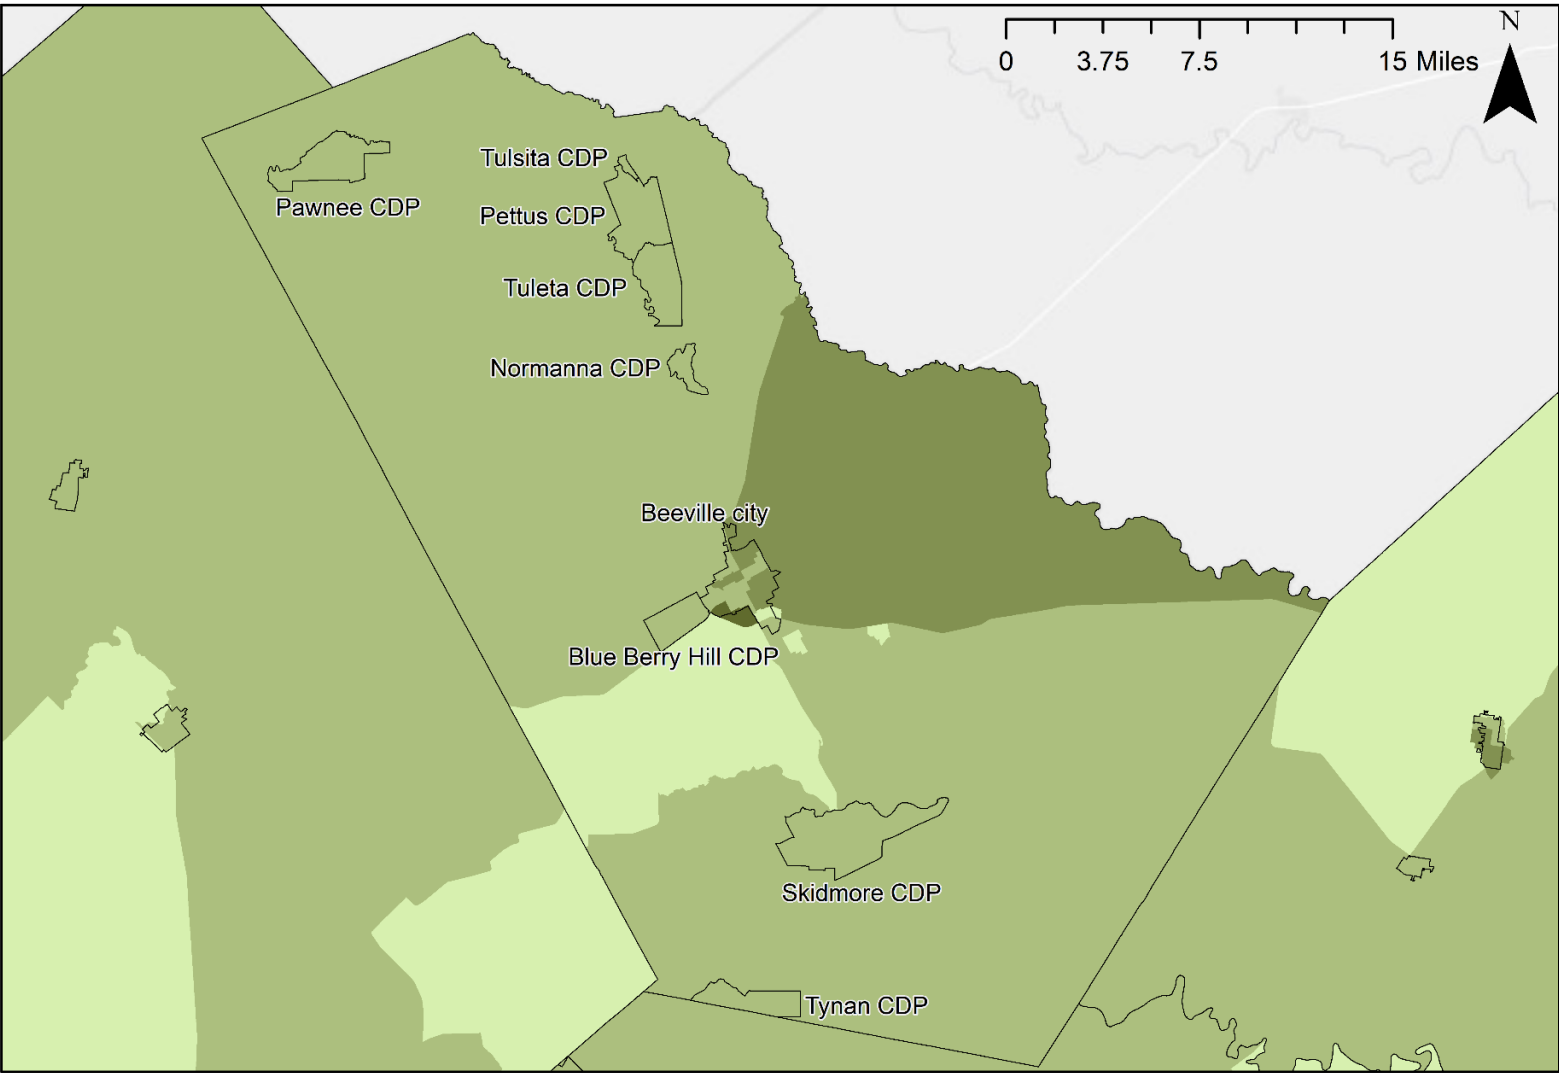 N
0 3.75 7.5 15 Miles
Tulsita CDP
Pawnee CDP
Pettus CDP
Tuleta CDP
Normanna CDP
Beeville city
Blue Berry Hill CDP
Skidmore CDP
Tynan CDP